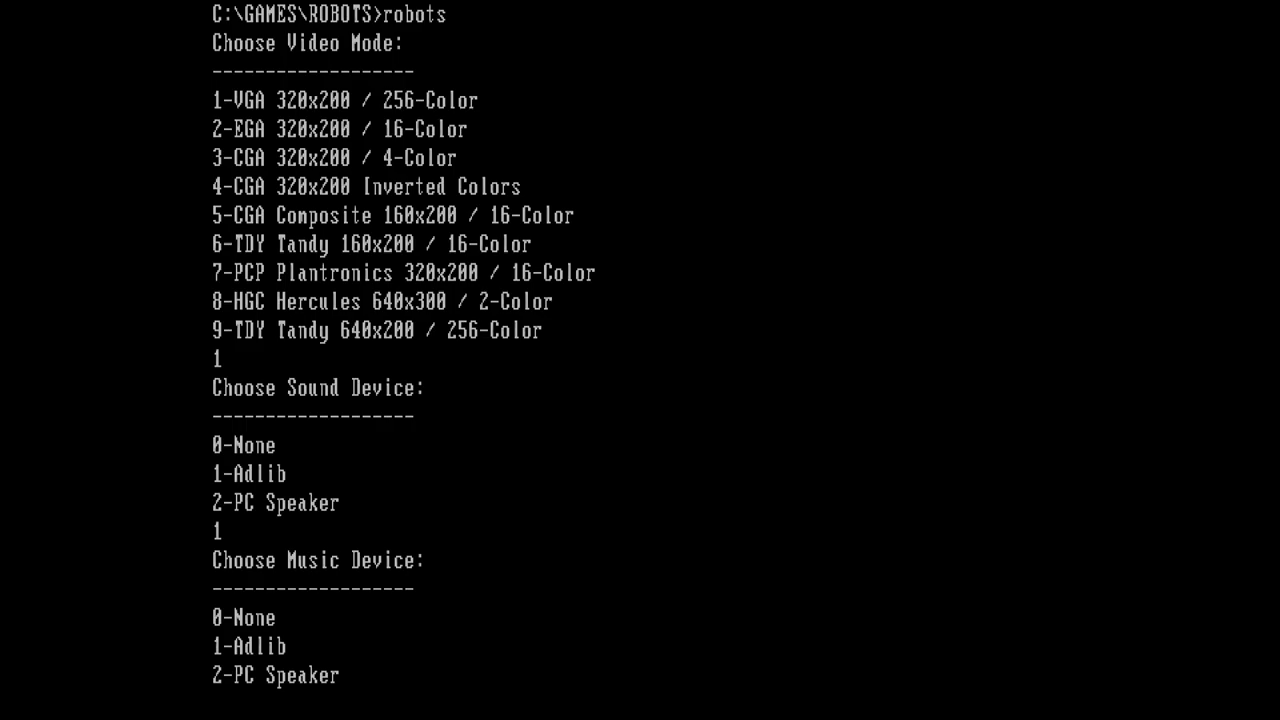 C:\GAMES\ROBOTS>robots
Choose Video Mode:
-------------------
1-VGA 320x200 / 256-Color
2-EGA 320x200 / 16-Color
3-CGA 320x200 / 4-Color
4-CGA 320x200 Inverted Colors
5-CGA Composite 160x200 / 16-Color
6-TDY Tandy 160x200 / 16-Color
7-PCP Plantronics 320x200 / 16-Color
8-HGC Hercules 640x300 / 2-Color
9-TDY Tandy 640x200 / 256-Color
1
Choose Sound Device:
-------------------
0-None
1-Adlib
2-PC Speaker
1
Choose Music Device:
-------------------
0-None
1-Adlib
2-PC Speaker